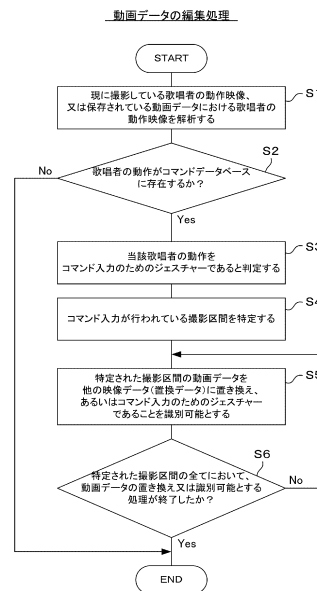 動画データの編集処理
START
現に撮影している歌唱者の動作映像、
又は保存されている動画データにおける歌唱者の
動作映像を解析する
S1
S2
歌唱者の動作がコマンドデータベース
に存在するか?
No
Yes
当該歌唱者の動作を
コマンド入力のためのジェスチャーであると判定する
S3
コマンド入力が行われている撮影区間を特定する
S4
特定された撮影区間の動画データを
他の映像データ(置換データ)に置き換え、
あるいはコマンド入力のためのジェスチャー
であることを識別可能とする
S5
S6
特定された撮影区間の全てにおいて、
動画データの置き換え又は識別可能とする
処理が終了したか?
No
Yes
END